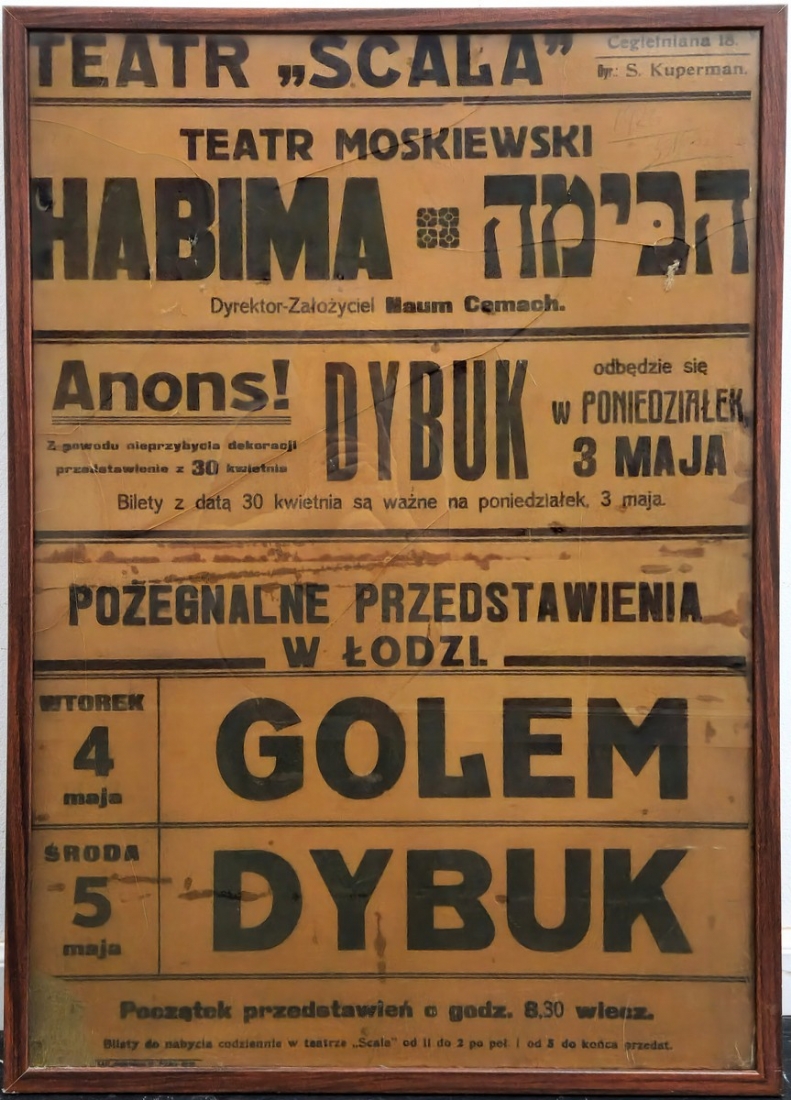 TEATR „SCALA”
Cegielniana 18.
Dyr.: S. Kuperman.
TEATR MOSKIEWSKI
HABIMA הבימה
Dyrektor-Założyciel Naum Cemach.
Anons!
Z powodu nieprzybycia dekoracji
przedstawienie z 30 kwietnia
DYBUK
odbędzie się
w PONIEDZIAŁEK
3 MAJA
Bilety z datą 30 kwietnia są ważne na poniedziałek, 3 maja.
POŻEGNALNE PRZEDSTAWIENIA
W ŁODZI.
WTOREK
4
maja
GOLEM
ŚRODA
5
maja
DYBUK
Początek przedstawień o godz. 8.30 wiecz.
Bilety do nabycia codziennie w teatrze „Scala” od 11 do 2 po poł i od 5 do końca przedst.